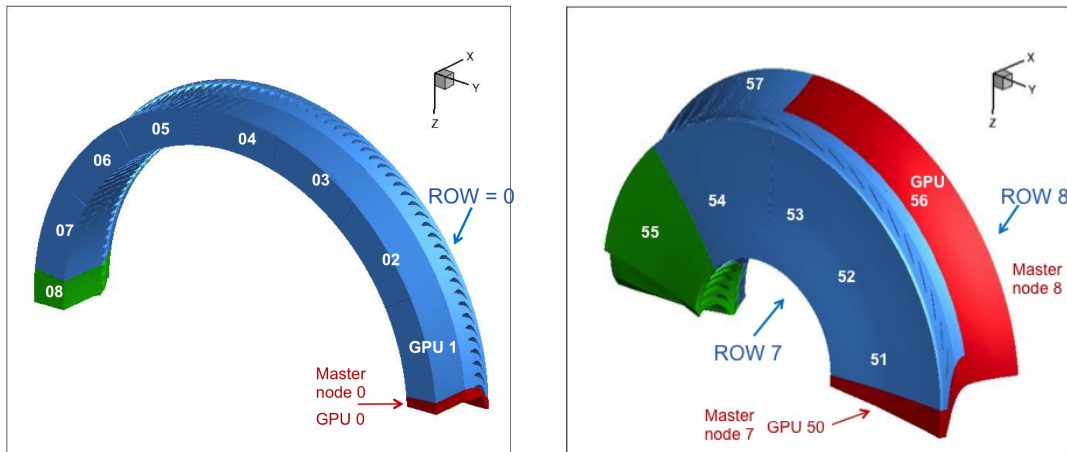 X
Y
Z
05
04
06
03
ROW = 0
07
02
08
GPU 1
Master
node 0
GPU 0
X
Y
Z
57
GPU
56
ROW 8
54
53
55
52
Master
node 8
ROW 7
51
Master
node 7
GPU 50